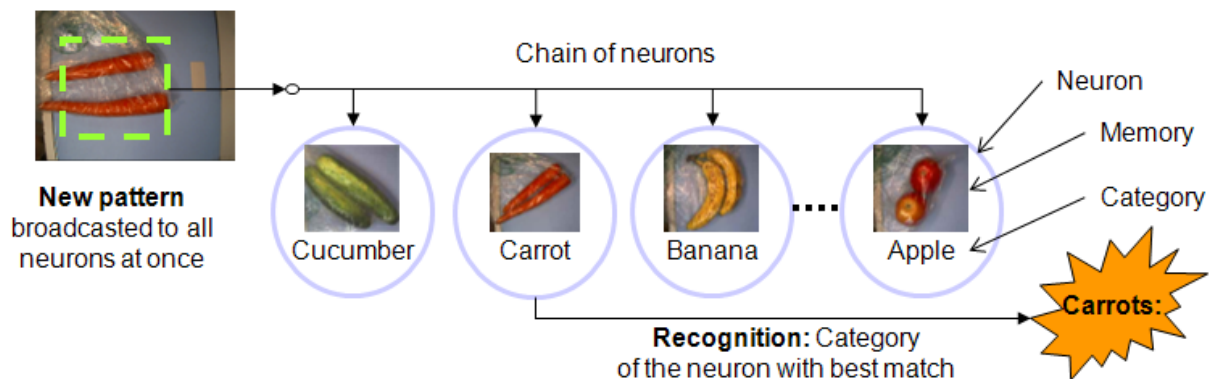 Chain of neurons
Neuron
Memory
Category
New pattern
broadcasted to all
neurons at once
Cucumber
Carrot
Banana
Apple
Carrots:
Recognition: Category
of the neuron with best match